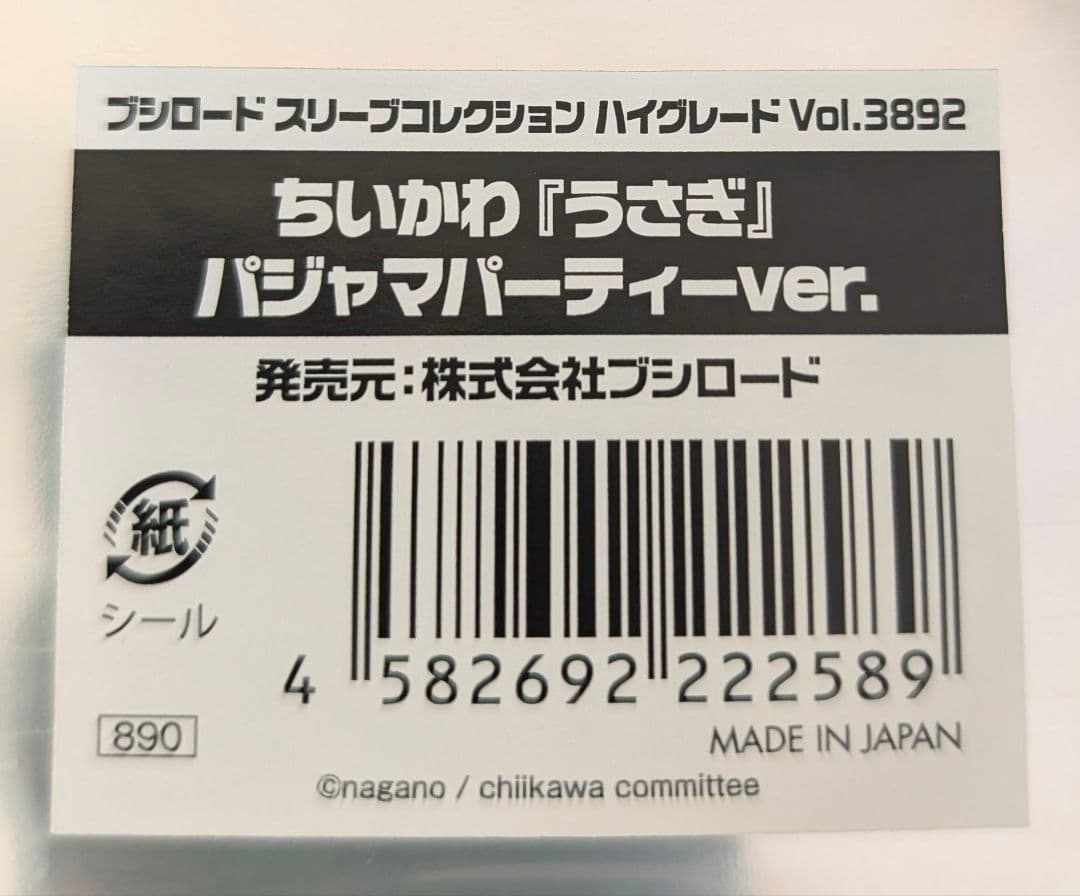 ブシロード スリーブコレクション ハイグレード Vol.3892
ちいかわ『うさぎ』
パジャマパーティーver.
発売元：株式会社ブシロード
紙
シール
4 582692 222589
890
MADE IN JAPAN
©nagano / chiikawa committee